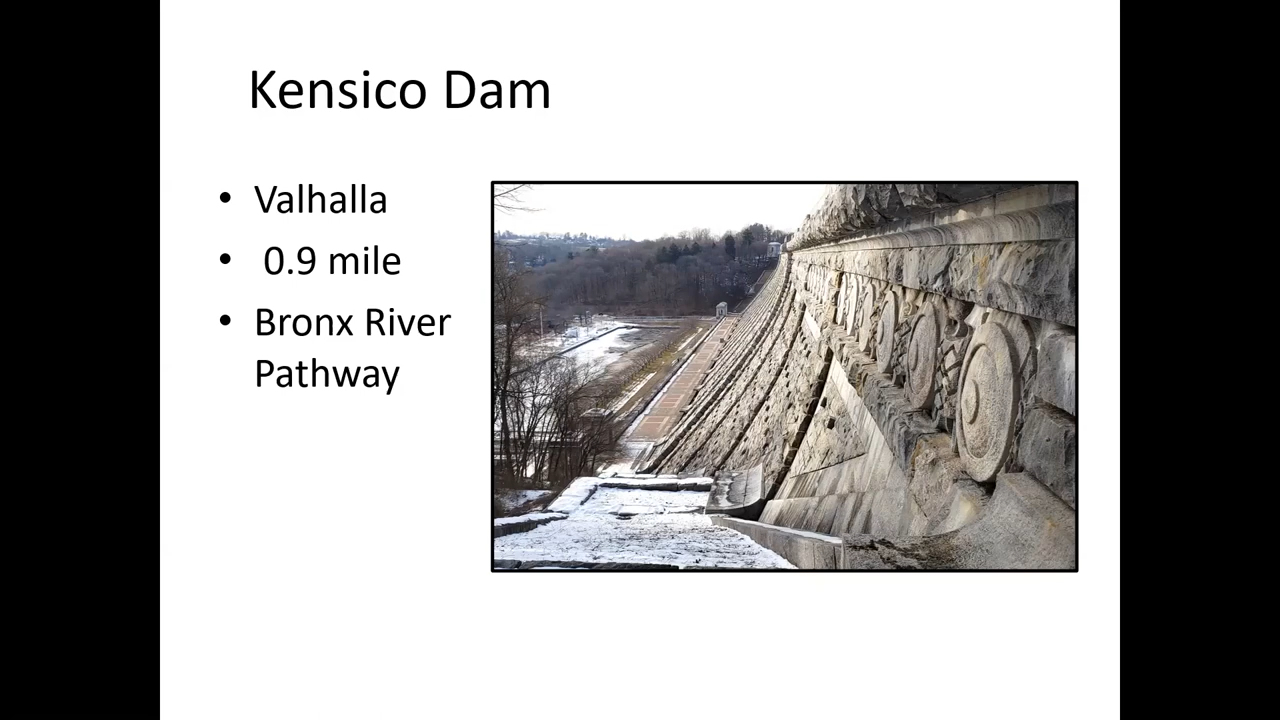 Kensico Dam
• Valhalla
• 0.9 mile
• Bronx River
Pathway